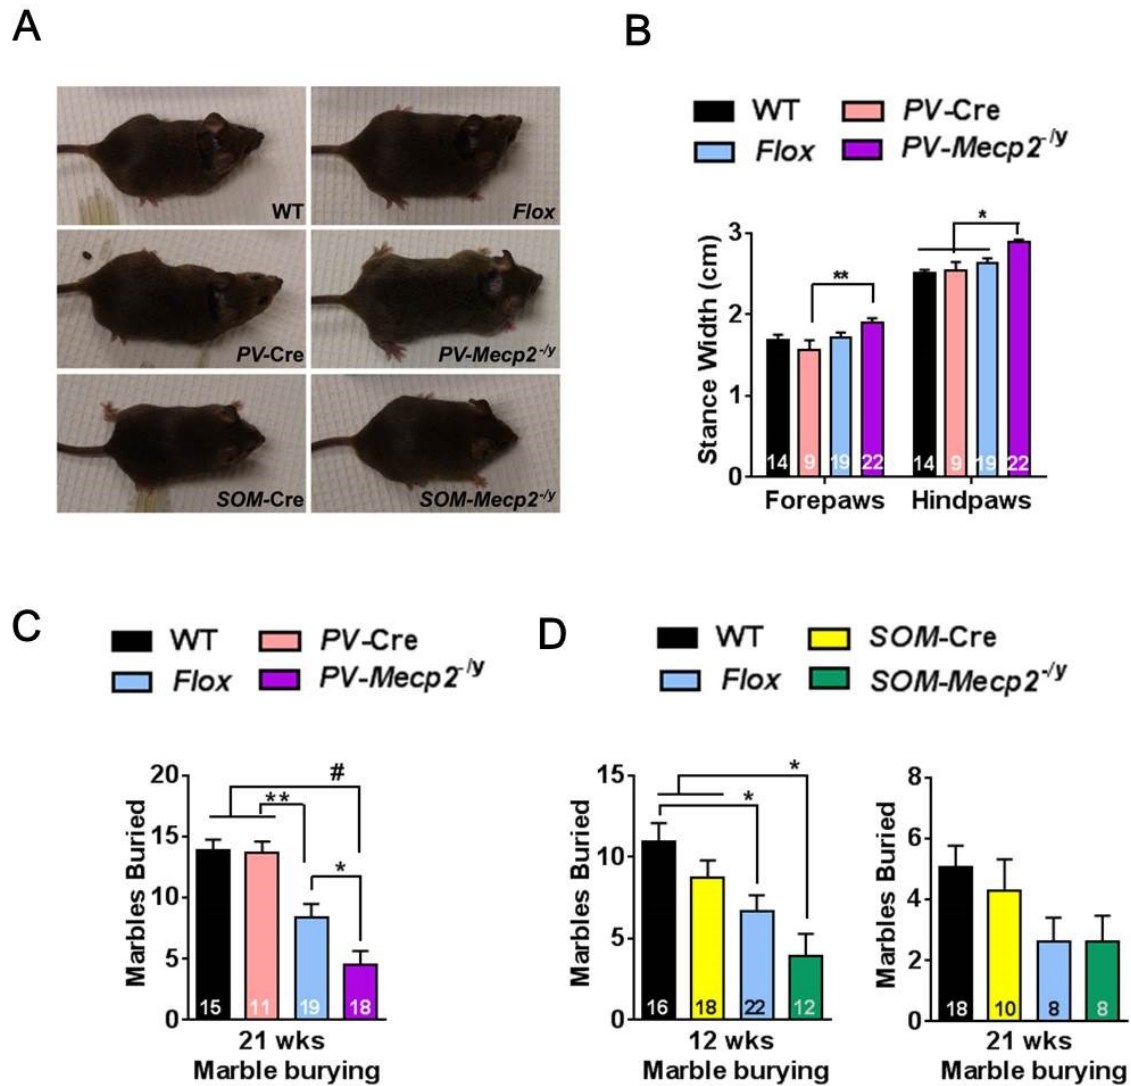 A
WT
Flox
PV-Cre
PV-Mecp2-/y
SOM-Cre
SOM-Mecp2-/y
B
WT
PV-Cre
Flox
PV-Mecp2-/y
Stance Width (cm)
3
2
1
0
**
*
14 9 19 22 14 9 19 22
Forepaws Hindpaws
C
WT
PV-Cre
Flox
PV-Mecp2-/y
Marbles Buried
20
15
10
5
0
#
**
*
15 11 19 18
21 wks
Marble burying
D
WT
SOM-Cre
Flox
SOM-Mecp2-/y
Marbles Buried
15
10
5
0
*
*
16 18 22 12
12 wks
Marble burying
Marbles Buried
8
6
4
2
0
18 10 8 8
21 wks
Marble burying